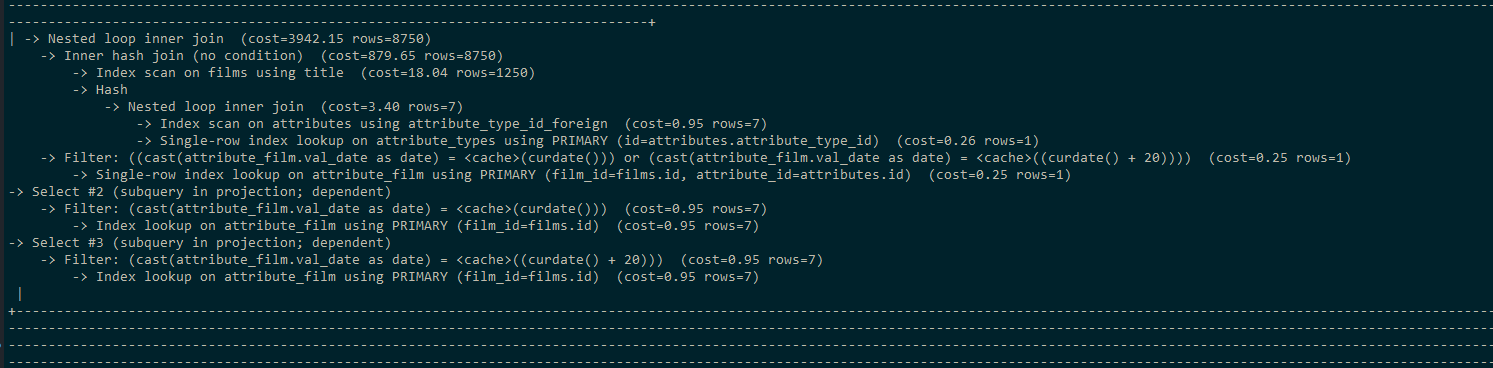 --------------------------------------------------------------------------------+
| -> Nested loop inner join  (cost=3942.15 rows=8750)
    -> Inner hash join (no condition)  (cost=879.65 rows=8750)
        -> Index scan on films using title  (cost=18.04 rows=1250)
        -> Hash
            -> Nested loop inner join  (cost=3.40 rows=7)
                -> Index scan on attributes using attribute_type_id_foreign  (cost=0.95 rows=7)
                -> Single-row index lookup on attribute_types using PRIMARY (id=attributes.attribute_type_id)  (cost=0.26 rows=1)
    -> Filter: ((cast(attribute_film.val_date as date) = <cache>(curdate())) or (cast(attribute_film.val_date as date) = <cache>((curdate() + 20))))  (cost=0.25 rows=1)
        -> Single-row index lookup on attribute_film using PRIMARY (film_id=films.id, attribute_id=attributes.id)  (cost=0.25 rows=1)
-> Select #2 (subquery in projection; dependent)
    -> Filter: (cast(attribute_film.val_date as date) = <cache>(curdate()))  (cost=0.95 rows=7)
        -> Index lookup on attribute_film using PRIMARY (film_id=films.id)  (cost=0.95 rows=7)
-> Select #3 (subquery in projection; dependent)
    -> Filter: (cast(attribute_film.val_date as date) = <cache>((curdate() + 20)))  (cost=0.95 rows=7)
        -> Index lookup on attribute_film using PRIMARY (film_id=films.id)  (cost=0.95 rows=7)
 |